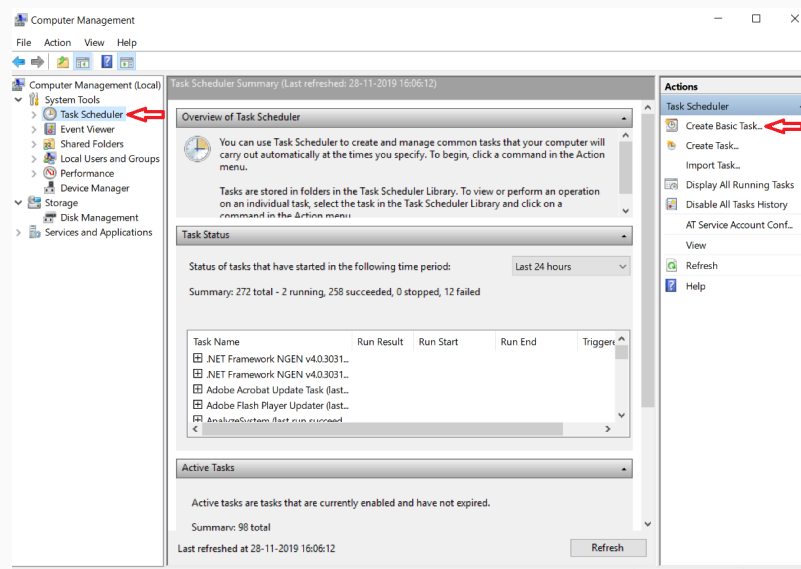 Computer Management
File Action View Help
Computer Management (Local)
System Tools
Task Scheduler
Event Viewer
Shared Folders
Local Users and Groups
Performance
Device Manager
Storage
Disk Management
Services and Applications
Task Scheduler Summary (Last refreshed: 28-11-2019 16:06:12)
Overview of Task Scheduler
You can use Task Scheduler to create and manage common tasks that your computer will
carry out automatically at the times you specify. To begin, click a command in the Action
menu.
Tasks are stored in folders in the Task Scheduler Library. To view or perform an operation
on an individual task, select the task in the Task Scheduler Library and click on a
command in the Action menu
Task Status
Status of tasks that have started in the following time period:
Last 24 hours
Summary: 272 total - 2 running, 258 succeeded, 0 stopped, 12 failed
Task Name Run Result Run Start Run End Triggere
.NET Framework NGEN v4.0.3031...
.NET Framework NGEN v4.0.3031...
Adobe Acrobat Update Task (last...
Adobe Flash Player Updater (last...
AnalyzeSystem (last run succeed
Active Tasks
Active tasks are tasks that are currently enabled and have not expired.
Summary: 98 total
Last refreshed at 28-11-2019 16:06:12
Refresh
Actions
Task Scheduler
Create Basic Task...
Create Task...
Import Task...
Display All Running Tasks
Disable All Tasks History
AT Service Account Conf...
View
Refresh
Help